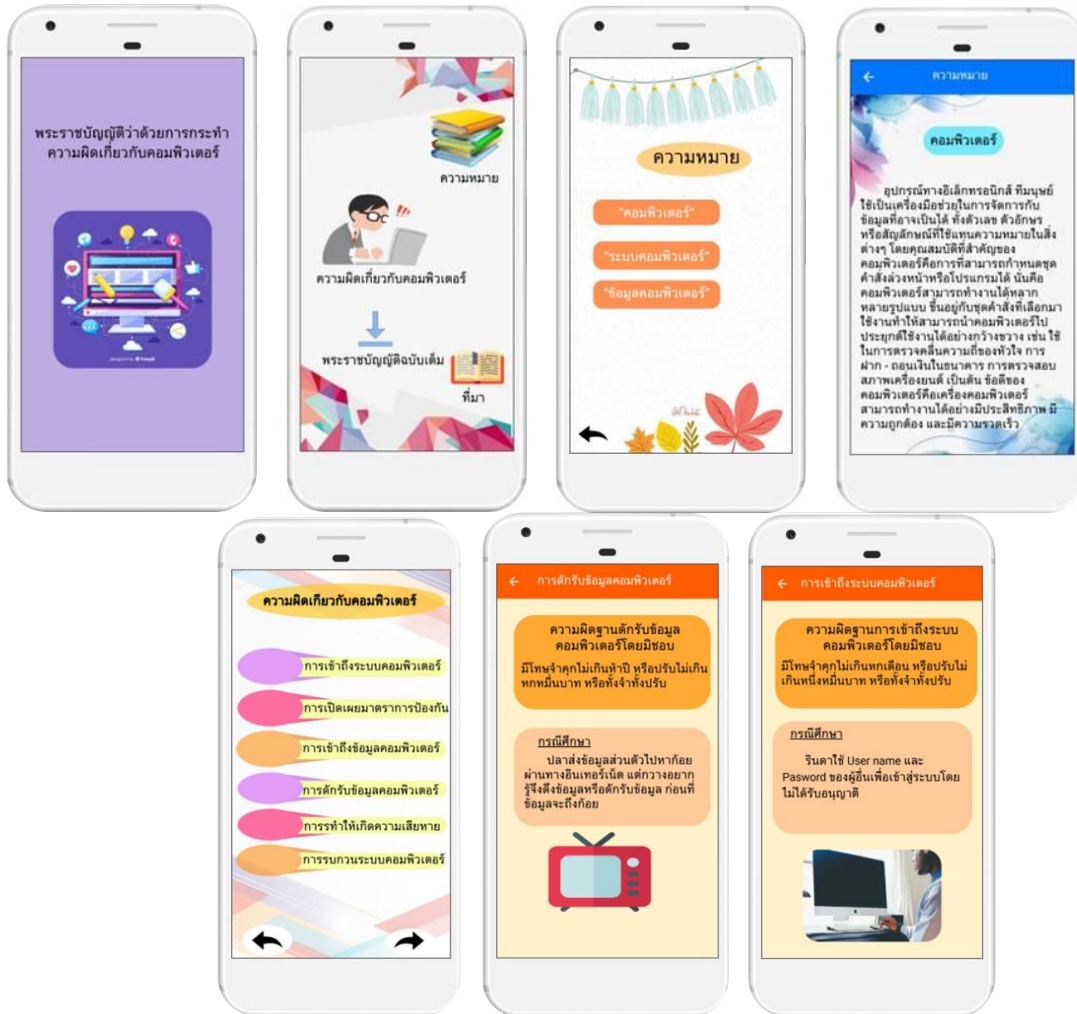 พระราชบัญญัติว่าด้วยการกระทำ
ความผิดเกี่ยวกับคอมพิวเตอร์
ความหมาย
ความผิดเกี่ยวกับคอมพิวเตอร์
พระราชบัญญัติฉบับเต็ม
ที่มา
ความหมาย
"คอมพิวเตอร์"
"ระบบคอมพิวเตอร์"
"ข้อมูลคอมพิวเตอร์"
ความหมาย
คอมพิวเตอร์
อุปกรณ์ทางอิเล็กทรอนิกส์ ที่มนุษย์
ใช้เป็นเครื่องมือช่วยในการจัดการกับ
ข้อมูลที่อาจเป็นได้ ทั้งตัวเลข ตัวอักษร
หรือสัญลักษณ์ที่ใช้แทนความหมายในสิ่ง
ต่างๆ โดยคุณสมบัติที่สำคัญของ
คอมพิวเตอร์คือการที่สามารถกำหนดชุด
คำสั่งล่วงหน้าหรือโปรแกรมได้ นั่นคือ
คอมพิวเตอร์สามารถทำงานได้หลาก
หลายรูปแบบ ขึ้นอยู่กับชุดคำสั่งที่เลือกมา
ใช้งานทำให้สามารถนำคอมพิวเตอร์ไป
ประยุกต์ใช้งานได้อย่างกว้างขวาง เช่น ใช้
ในการตรวจคลื่นความถี่ของหัวใจ การ
ฝาก - ถอนเงินในธนาคาร การตรวจสอบ
สภาพเครื่องยนต์ เป็นต้น ข้อดีของ
คอมพิวเตอร์คือเครื่องคอมพิวเตอร์
สามารถทำงานได้อย่างมีประสิทธิภาพ มี
ความถูกต้อง และมีความรวดเร็ว
ความผิดเกี่ยวกับคอมพิวเตอร์
การเข้าถึงระบบคอมพิวเตอร์
การเปิดเผยมาตราการป้องกัน
การเข้าถึงข้อมูลคอมพิวเตอร์
การดักรับข้อมูลคอมพิวเตอร์
การรทำให้เกิดความเสียหาย
การรบกวนระบบคอมพิวเตอร์
การดักรับข้อมูลคอมพิวเตอร์
ความผิดฐานดักรับข้อมูล
คอมพิวเตอร์โดยมิชอบ
มีโทษจำคุกไม่เกินห้าปี หรือปรับไม่เกิน
หกหมื่นบาท หรือทั้งจำทั้งปรับ
กรณีศึกษา
ปลาส่งข้อมูลส่วนตัวไปหาก้อย
ผ่านทางอินเทอร์เน็ต แต่กวางอยาก
รู้จึงดึงข้อมูลหรือดักรับข้อมูล ก่อนที่
ข้อมูลจะถึงก้อย
การเข้าถึงระบบคอมพิวเตอร์
ความผิดฐานการเข้าถึงระบบ
คอมพิวเตอร์โดยมิชอบ
มีโทษจำคุกไม่เกินหกเดือน หรือปรับไม่
เกินหนึ่งหมื่นบาท หรือทั้งจำทั้งปรับ
กรณีศึกษา
รินดาใช้ User name และ
Pasword ของผู้อื่นเพื่อเข้าสู่ระบบโดย
ไม่ได้รับอนุญาติ